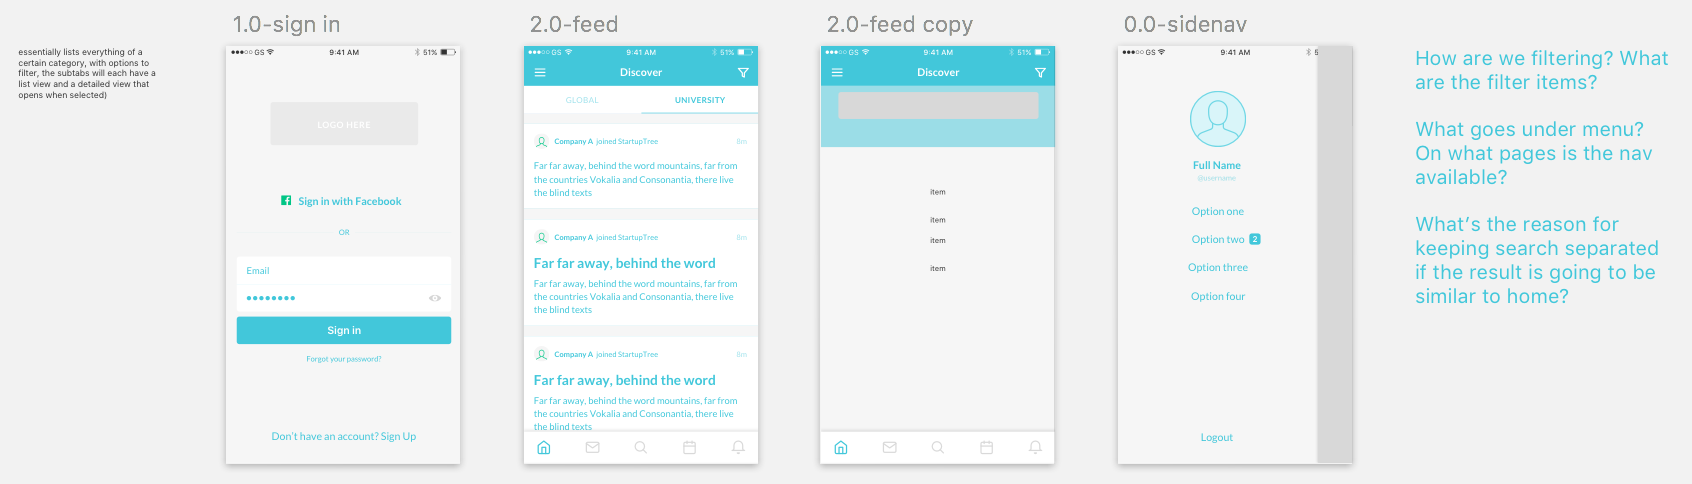 1.0-sign in
2.0-feed
2.0-feed copy
0.0-sidenav
essentially lists everything of a
certain category, with options to
filter, the subtabs will each have a
list view and a detailed view that
opens when selected)
GS 9:41 AM 51%
LOGO HERE
Sign in with Facebook
OR
Email
Sign in
Forgot your password?
Don't have an account? Sign Up
GS 9:41 AM 51%
Discover
GLOBAL UNIVERSITY
Company A joined StartupTree 8m
Far far away, behind the word mountains, far from
the countries Vokalia and Consonantia, there live
the blind texts
Company A joined StartupTree 8m
Far far away, behind the word
Far far away, behind the word mountains, far from
the countries Vokalia and Consonantia, there live
the blind texts
Company A joined StartupTree 8m
Far far away, behind the word
Far far away, behind the word mountains, far from
the countries Vokalia and Consonantia, there live
the blind texts
GS 9:41 AM 51%
Discover
item
item
item
item
GS 9:41 AM 5
Full Name
@username
Option one
Option two 2
Option three
Option four
Logout
How are we filtering? What
are the filter items?
What goes under menu?
On what pages is the nav
available?
What's the reason for
keeping search separated
if the result is going to be
similar to home?